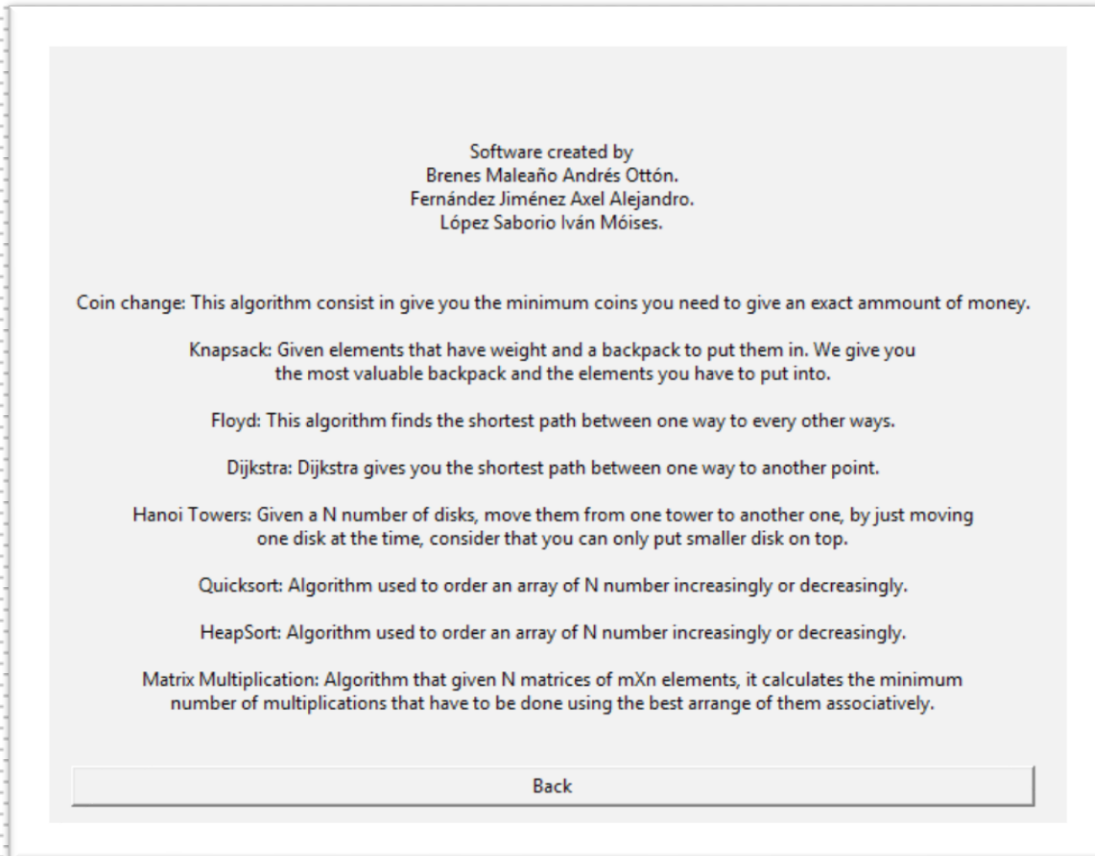 Software created by
Brenes Maleaño Andrés Ottón.
Fernández Jiménez Axel Alejandro.
López Saborio Iván Móises.
Coin change: This algorithm consist in give you the minimum coins you need to give an exact ammount of money.
Knapsack: Given elements that have weight and a backpack to put them in. We give you
the most valuable backpack and the elements you have to put into.
Floyd: This algorithm finds the shortest path between one way to every other ways.
Dijkstra: Dijkstra gives you the shortest path between one way to another point.
Hanoi Towers: Given a N number of disks, move them from one tower to another one, by just moving
one disk at the time, consider that you can only put smaller disk on top.
Quicksort: Algorithm used to order an array of N number increasingly or decreasingly.
HeapSort: Algorithm used to order an array of N number increasingly or decreasingly.
Matrix Multiplication: Algorithm that given N matrices of mXn elements, it calculates the minimum
number of multiplications that have to be done using the best arrange of them associatively.
Back